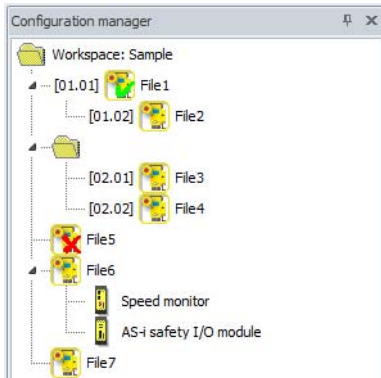 Configuration manager
Workspace: Sample
[01.01] File1
[01.02] File2
[02.01] File3
[02.02] File4
File5
File6
Speed monitor
AS-i safety I/O module
File7